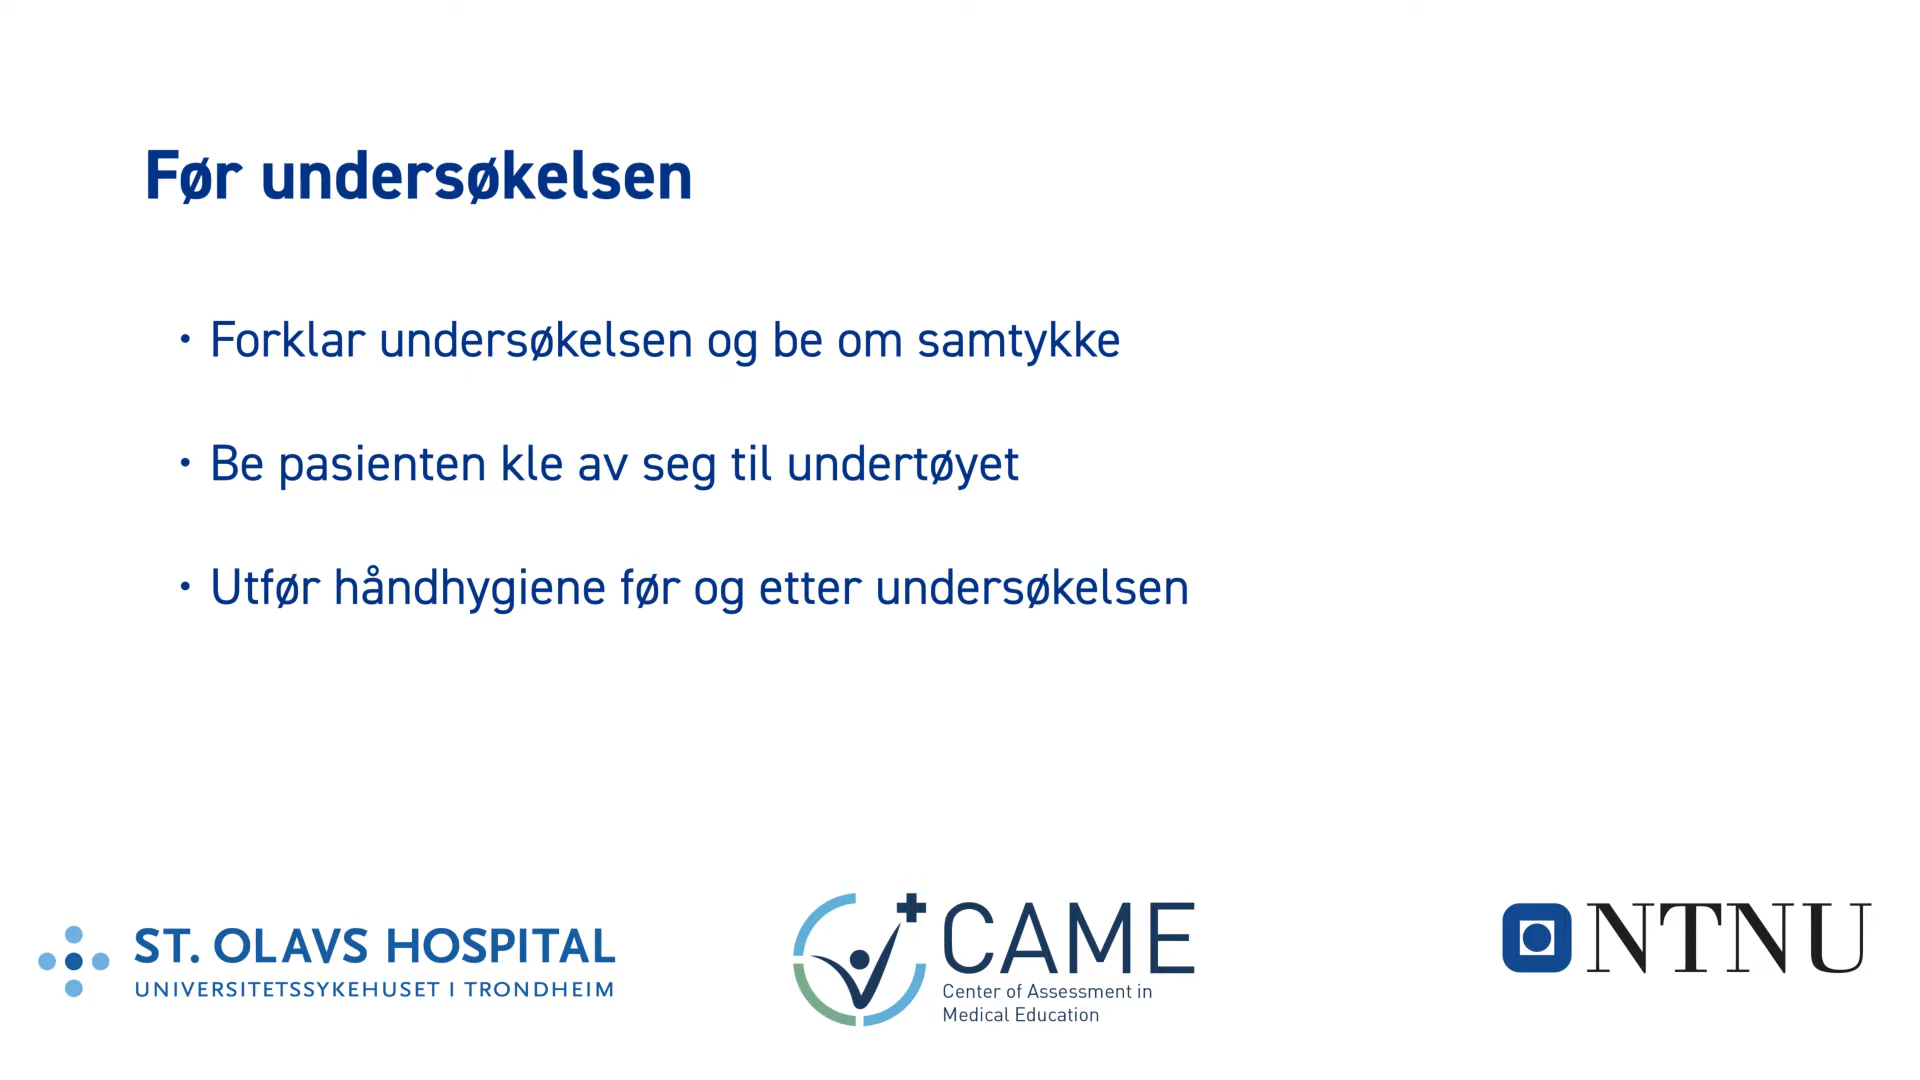 Før undersøkelsen
• Forklar undersøkelsen og be om samtykke
• Be pasienten kle av seg til undertøyet
• Utfør håndhygiene før og etter undersøkelsen
ST. OLAVS HOSPITAL
UNIVERSITETSSYKEHUSET I TRONDHEIM
CAME
Center of Assessment in
Medical Education
NTNU